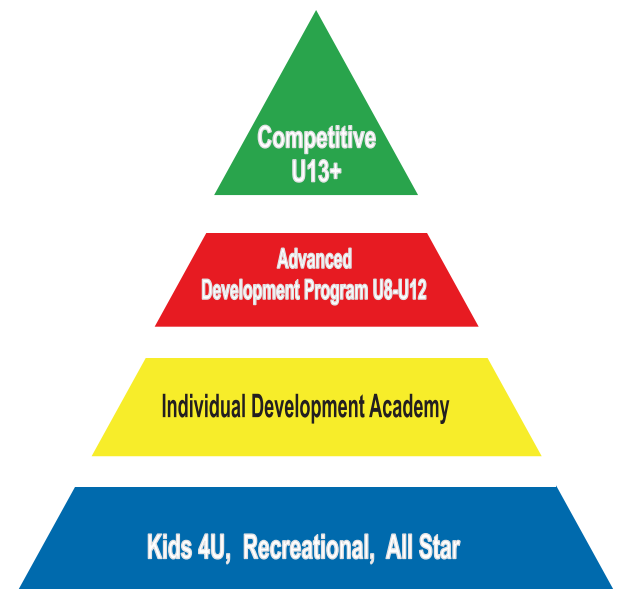 Competitive
U13+
Advanced
Development Program U8-U12
Individual Development Academy
Kids 4U, Recreational, All Star